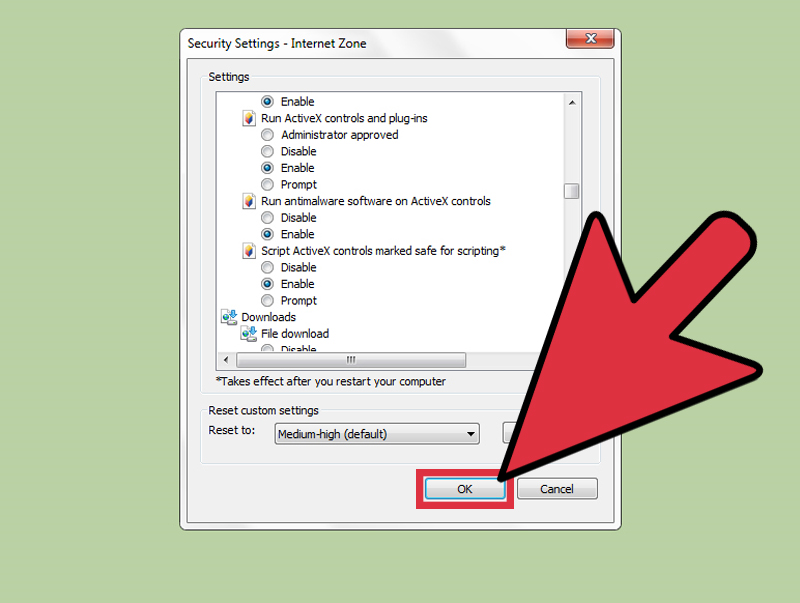 Security Settings - Internet Zone
Settings
Enable
Run ActiveX controls and plug-ins
Administrator approved
Disable
Enable
Prompt
Run antimalware software on ActiveX controls
Disable
Enable
Script ActiveX controls marked safe for scripting*
Disable
Enable
Prompt
Downloads
File download
Disable
*Takes effect after you restart your computer
Reset custom settings
Reset to:
Medium-high (default)
OK
Cancel